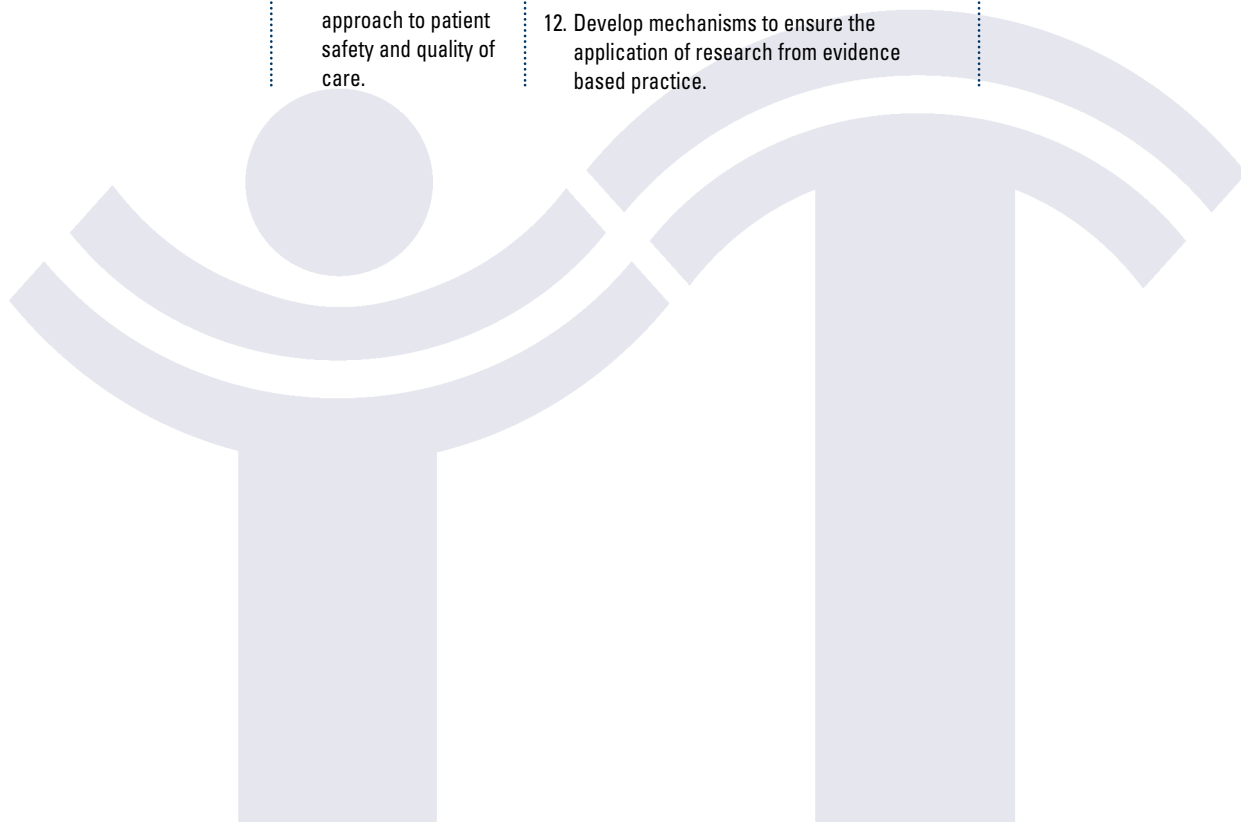 approach to patient
safety and quality of
care.
12. Develop mechanisms to ensure the
application of research from evidence
based practice.